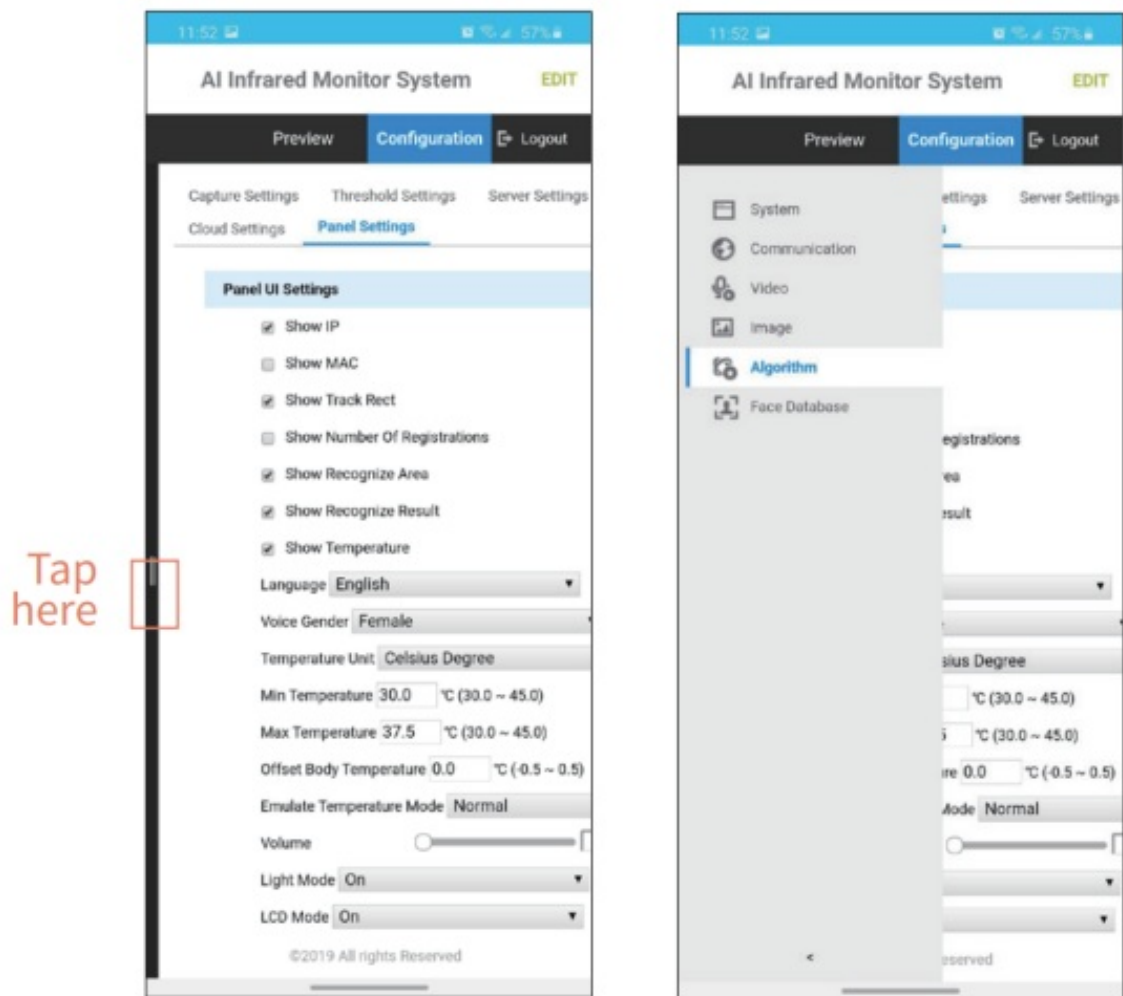 11:52 57%
AI Infrared Monitor System EDIT
Preview Configuration Logout
Capture Settings Threshold Settings Server Settings
Cloud Settings Panel Settings
Panel UI Settings
Show IP
Show MAC
Show Track Rect
Show Number Of Registrations
Show Recognize Area
Show Recognize Result
Show Temperature
Language English
Voice Gender Female
Temperature Unit Celsius Degree
Min Temperature 30.0 °C (30.0 ~ 45.0)
Max Temperature 37.5 °C (30.0 ~ 45.0)
Offset Body Temperature 0.0 °C (-0.5 ~ 0.5)
Emulate Temperature Mode Normal
Volume
Light Mode On
LCD Mode On
©2019 All rights Reserved
Tap
here
11:52 57%
AI Infrared Monitor System EDIT
Preview Configuration Logout
System
Communication
Video
Image
Algorithm
Face Database
<
ettings Server Settings
s
egistrations
ea
esult
sius Degree
°C (30.0 ~ 45.0)
5 °C (30.0 ~ 45.0)
re 0.0 °C (-0.5 ~ 0.5)
Mode Normal
eserved